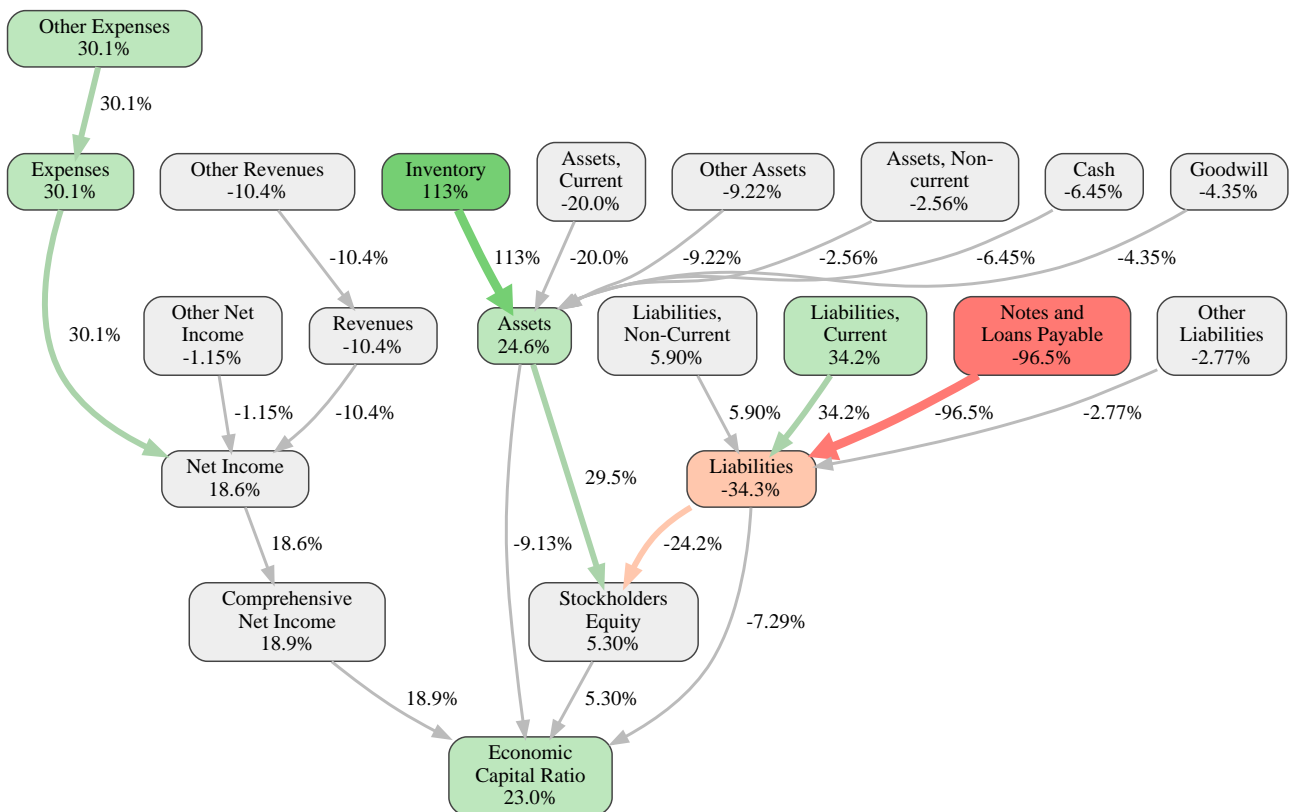 Other Expenses
30.1%
30.1%
Expenses
30.1%
Other Revenues
-10.4%
Inventory
113%
Assets,
Current
-20.0%
Other Assets
-9.22%
Assets, Non-
current
-2.56%
Cash
-6.45%
Goodwill
-4.35%
-10.4%
113%
-20.0%
-9.22%
-2.56%
-6.45%
-4.35%
30.1%
Other Net
Income
-1.15%
Revenues
-10.4%
Assets
24.6%
Liabilities,
Non-Current
5.90%
Liabilities,
Current
34.2%
Notes and
Loans Payable
-96.5%
Other
Liabilities
-2.77%
-1.15%
-10.4%
5.90%
34.2%
-96.5%
-2.77%
Net Income
18.6%
29.5%
Liabilities
-34.3%
18.6%
-9.13%
-24.2%
Comprehensive
Net Income
18.9%
Stockholders
Equity
5.30%
-7.29%
18.9%
5.30%
Economic
Capital Ratio
23.0%